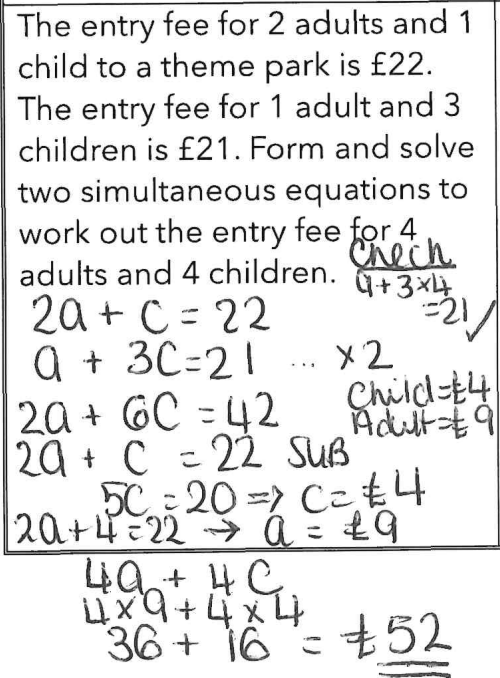 The entry fee for 2 adults and 1
child to a theme park is £22.
The entry fee for 1 adult and 3
children is £21. Form and solve
two simultaneous equations to
work out the entry fee for 4
adults and 4 children.
Check
9+3×4
=21 ✓
2a + C = 22
a + 3C=21 ... ×2
2a + 6C = 42
Child=£4
Adult=£9
2a + C = 22 SUB
5C = 20 => C= £4
2a+4=22 → a = £9
4a + 4C
4×9+4×4
36 + 16 = £52